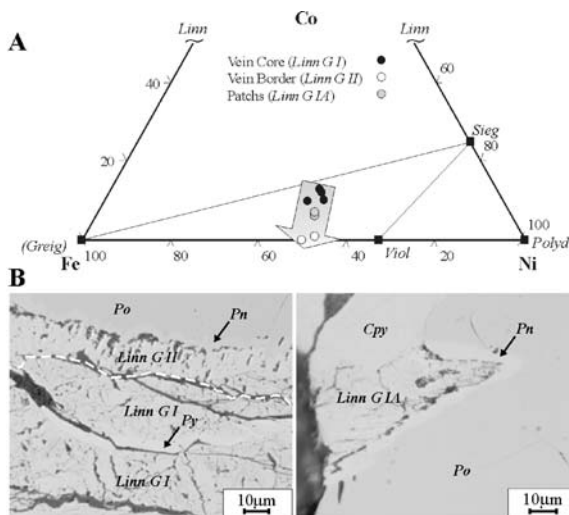 A
Co
Linn
Linn
Vein Core (Linn G I)
Vein Border (Linn G II)
Patchs (Linn G IA)
40
60
20
Sieg
80
(Greig)
100
Fe
100
80
60
40
Viol
20
Ni
Polyd
B
Po
Pn
Linn G II
Linn G I
Py
Linn G I
10μm
Cpy
Pn
Linn G IA
Po
10μm